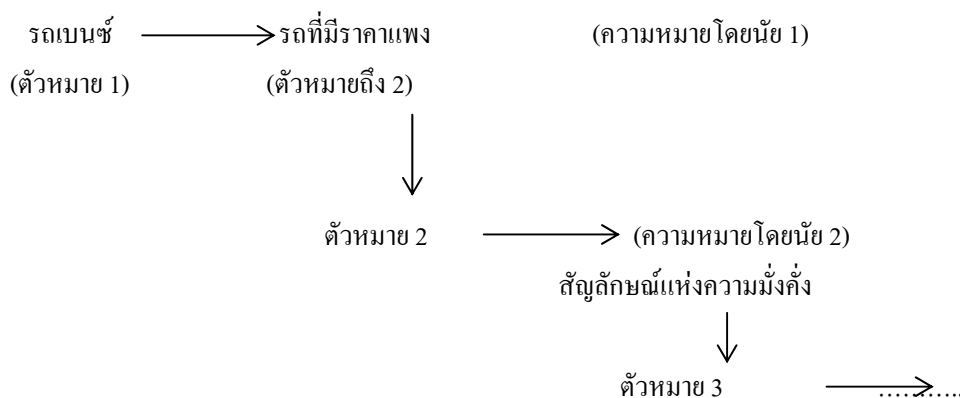 รถเบนซ์ รถที่มีราคาแพง (ความหมายโดยนัย 1)
(ตัวหมาย 1) (ตัวหมายถึง 2)
ตัวหมาย 2 (ความหมายโดยนัย 2)
สัญลักษณ์แห่งความมั่งคั่ง
ตัวหมาย 3 ...........